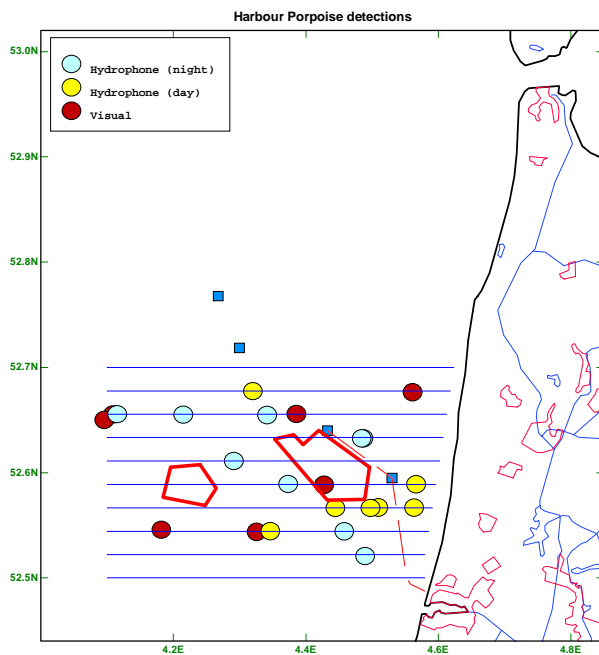 Harbour Porpoise detections
53.0N
Hydrophone (night)
Hydrophone (day)
Visual
52.9N
52.8N
52.7N
52.6N
52.5N
4.2E
4.4E
4.6E
4.8E